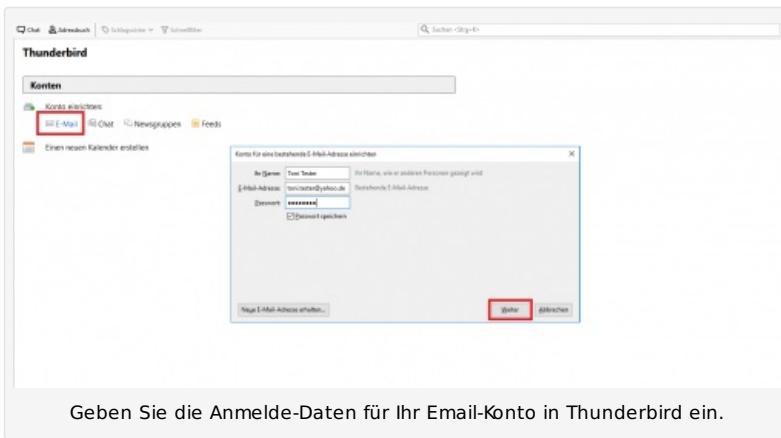 Chat Adressbuch Schlagwörter Schnellfilter
Suchen <Strg+K>
Thunderbird
Konten
Konto einrichten
E-Mail Chat Newsgruppen Feeds
Einen neuen Kalender erstellen
Konto für eine bestehende E-Mail-Adresse einrichten
Ihr Name: Toni Tester Ihr Name, wie er anderen Personen gezeigt wird
E-Mail-Adresse: toni.tester@yahoo.de Bestehende E-Mail-Adresse
Passwort:
Passwort speichern
Neue E-Mail-Adresse erhalten... Weiter Abbrechen
Geben Sie die Anmelde-Daten für Ihr Email-Konto in Thunderbird ein.